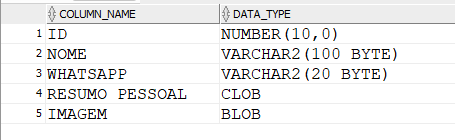 COLUMN_NAME DATA_TYPE
1 ID NUMBER(10,0)
2 NOME VARCHAR2(100 BYTE)
3 WHATSAPP VARCHAR2(20 BYTE)
4 RESUMO PESSOAL CLOB
5 IMAGEM BLOB